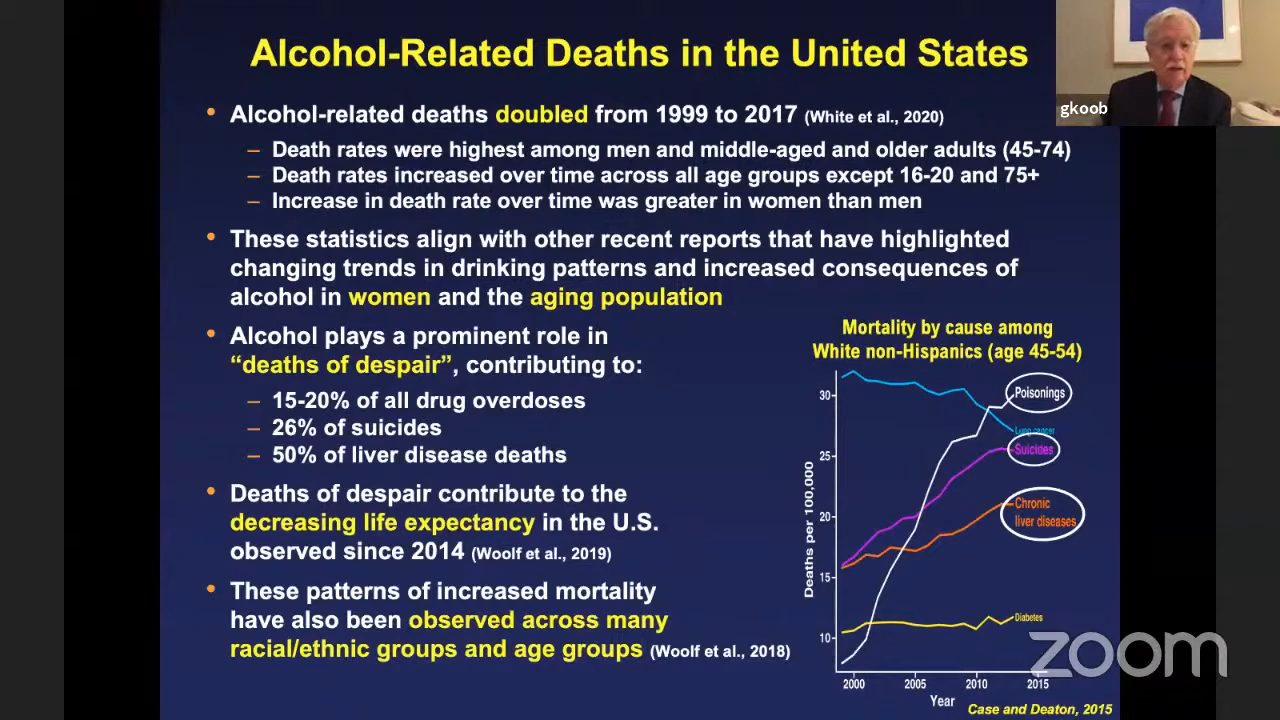 Alcohol-Related Deaths in the United States
gkoob
• Alcohol-related deaths doubled from 1999 to 2017 (White et al., 2020)
– Death rates were highest among men and middle-aged and older adults (45-74)
– Death rates increased over time across all age groups except 16-20 and 75+
– Increase in death rate over time was greater in women than men
• These statistics align with other recent reports that have highlighted
changing trends in drinking patterns and increased consequences of
alcohol in women and the aging population
• Alcohol plays a prominent role in
“deaths of despair”, contributing to:
– 15-20% of all drug overdoses
– 26% of suicides
– 50% of liver disease deaths
• Deaths of despair contribute to the
decreasing life expectancy in the U.S.
observed since 2014 (Woolf et al., 2019)
• These patterns of increased mortality
have also been observed across many
racial/ethnic groups and age groups (Woolf et al., 2018)
Mortality by cause among
White non-Hispanics (age 45-54)
Deaths per 100,000
30
25
20
15
10
Poisonings
Lung cancer
Suicides
Chronic
liver diseases
Diabetes
2000 2005 2010 2015
Year
Case and Deaton, 2015
zoom